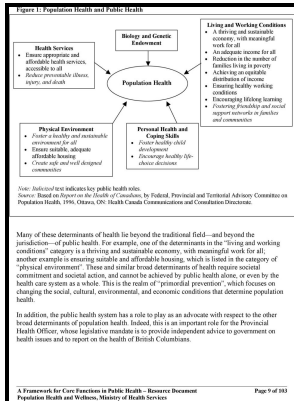 Figure 1: Population Health and Public Health
Biology and Genetic
Endowment
Living and Working Conditions
• A thriving and sustainable
economy, with meaningful
work for all
• An adequate income for all
• Reduction in the number of
families living in poverty
• Achieving an equitable
distribution of income
• Ensuring healthy working
conditions
• Encouraging lifelong learning
• Fostering friendship and social
support networks in families
and communities
Health Services
• Ensure appropriate and
affordable health services,
accessible to all
• Reduce preventable illness,
injury, and death
Population Health
Physical Environment
• Foster a healthy and sustainable
environment for all
• Ensure suitable, adequate
affordable housing
• Create safe and well designed
communities
Personal Health and
Coping Skills
• Foster healthy child
development
• Encourage healthy life-
choice decisions
Note: Italicized text indicates key public health roles.
Source: Based on Report on the Health of Canadians, by Federal, Provincial and Territorial Advisory Committee on
Population Health, 1996, Ottawa, ON: Health Canada Communications and Consultation Directorate.
Many of these determinants of health lie beyond the traditional field—and beyond the
jurisdiction—of public health. For example, one of the determinants in the "living and working
conditions" category is a thriving and sustainable economy, with meaningful work for all;
another example is ensuring suitable and affordable housing, which is listed in the category of
"physical environment". These and similar broad determinants of health require societal
commitment and societal action, and cannot be achieved by public health alone, or even by the
health care system as a whole. This is the realm of "primordial prevention", which focuses on
changing the social, cultural, environmental, and economic conditions that determine population
health.
In addition, the public health system has a role to play as an advocate with respect to the other
broad determinants of population health. Indeed, this is an important role for the Provincial
Health Officer, whose legislative mandate is to provide independent advice to government on
health issues and to report on the health of British Columbians.
A Framework for Core Functions in Public Health – Resource Document
Page 9 of 103
Population Health and Wellness, Ministry of Health Services